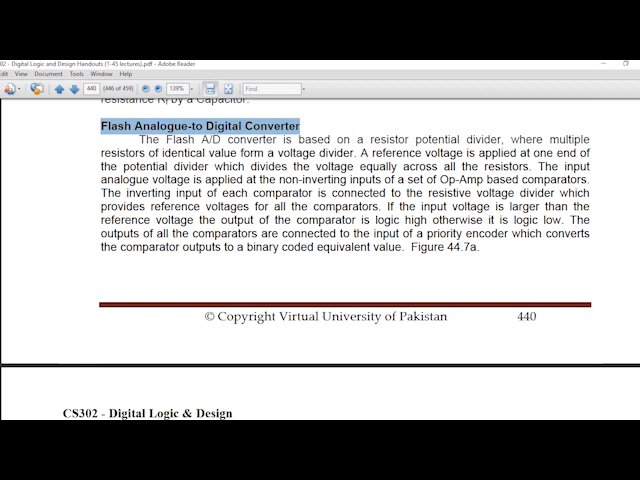 02 - Digital Logic and Design Handouts (1-45 lectures).pdf - Adobe Reader
Edit View Document Tools Window Help
440 (446 of 459) 139% Find
resistance Ri by a Capacitor.
Flash Analogue-to Digital Converter
The Flash A/D converter is based on a resistor potential divider, where multiple
resistors of identical value form a voltage divider. A reference voltage is applied at one end of
the potential divider which divides the voltage equally across all the resistors. The input
analogue voltage is applied at the non-inverting inputs of a set of Op-Amp based comparators.
The inverting input of each comparator is connected to the resistive voltage divider which
provides reference voltages for all the comparators. If the input voltage is larger than the
reference voltage the output of the comparator is logic high otherwise it is logic low. The
outputs of all the comparators are connected to the input of a priority encoder which converts
the comparator outputs to a binary coded equivalent value. Figure 44.7a.
© Copyright Virtual University of Pakistan 440
CS302 - Digital Logic & Design